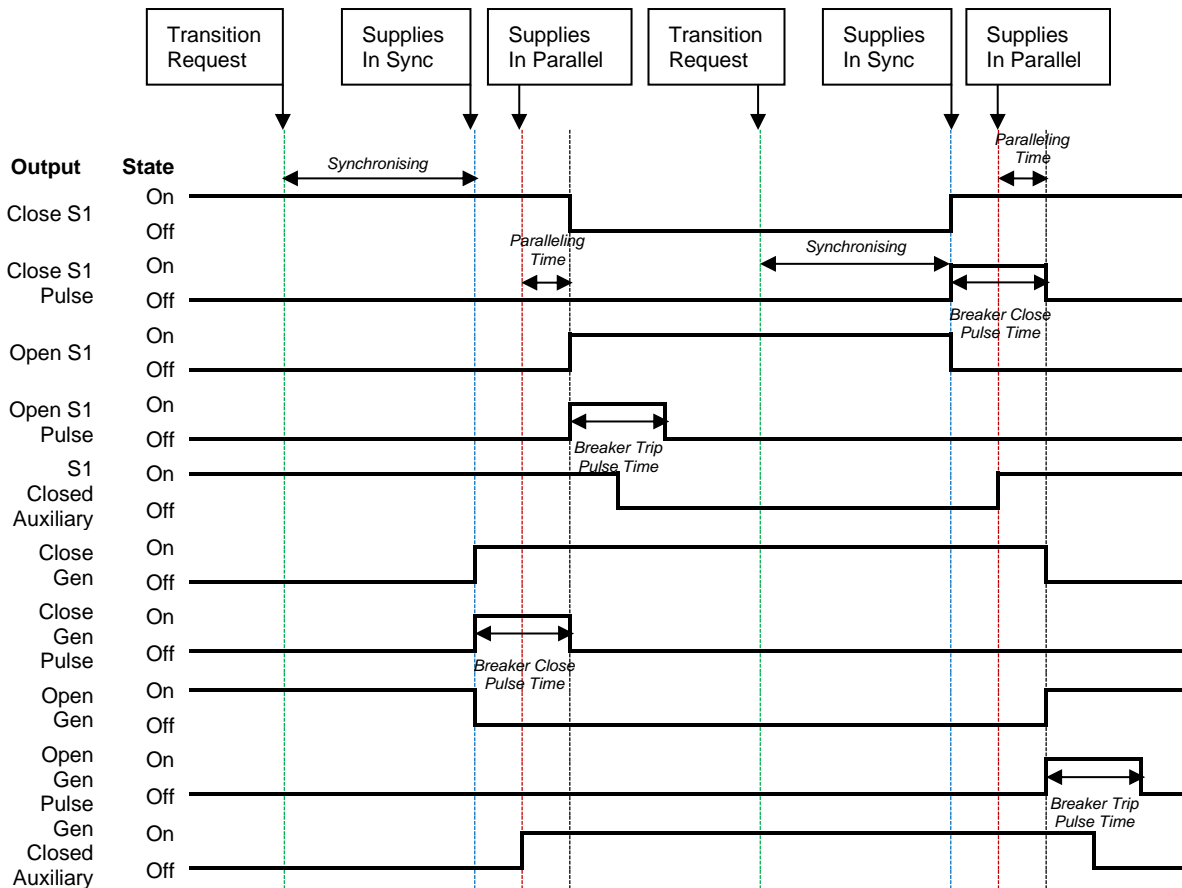 Transition
Request
Supplies
In Sync
Supplies
In Parallel
Transition
Request
Supplies
In Sync
Supplies
In Parallel
Output
State
Synchronising
Paralleling
Time
Close S1
On
Off
Paralleling
Time
Synchronising
Close S1
Pulse
On
Off
Breaker Close
Pulse Time
Open S1
On
Off
Open S1
Pulse
On
Off
Breaker Trip
Pulse Time
S1
Closed
Auxiliary
On
Off
Close
Gen
On
Off
Close
Gen
Pulse
On
Off
Breaker Close
Pulse Time
Open
Gen
On
Off
Open
Gen
Pulse
On
Off
Breaker Trip
Pulse Time
Gen
Closed
Auxiliary
On
Off